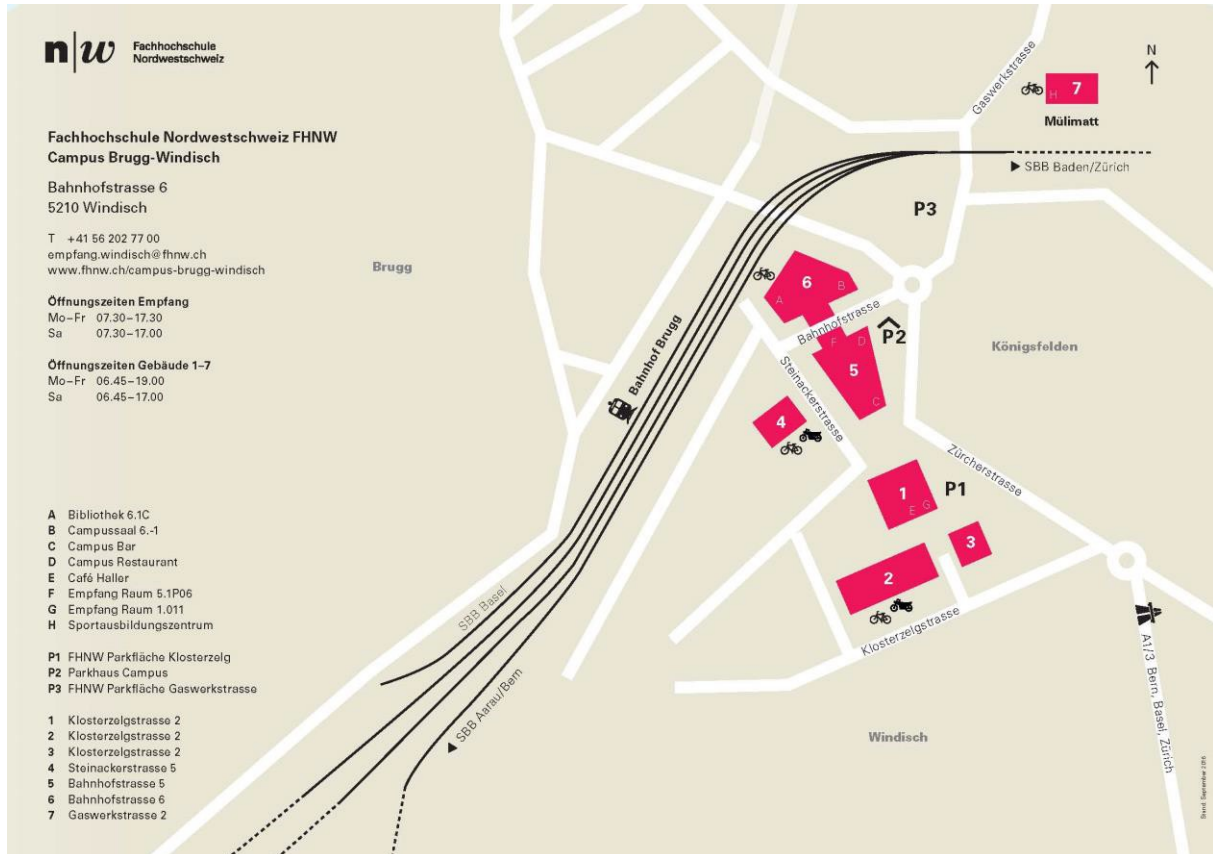 n|w Fachhochschule
Nordwestschweiz
Fachhochschule Nordwestschweiz FHNW
Campus Brugg-Windisch
Bahnhofstrasse 6
5210 Windisch
T +41 56 202 77 00
empfang.windisch@fhnw.ch
www.fhnw.ch/campus-brugg-windisch
Öffnungszeiten Empfang
Mo–Fr 07.30–17.30
Sa 07.30–17.00
Öffnungszeiten Gebäude 1–7
Mo–Fr 06.45–19.00
Sa 06.45–17.00
A Bibliothek 6.1C
B Campussaal 6.-1
C Campus Bar
D Campus Restaurant
E Café Haller
F Empfang Raum 5.1P06
G Empfang Raum 1.011
H Sportausbildungszentrum
P1 FHNW Parkfläche Klosterzelg
P2 Parkhaus Campus
P3 FHNW Parkfläche Gaswerkstrasse
1 Klosterzelgstrasse 2
2 Klosterzelgstrasse 2
3 Klosterzelgstrasse 2
4 Steinackerstrasse 5
5 Bahnhofstrasse 5
6 Bahnhofstrasse 6
7 Gaswerkstrasse 2
N
Gaswerkstrasse
H 7
Mülimatt
SBB Baden/Zürich
P3
Brugg
6
A
B
Bahnhofstrasse
P2
Königsfelden
F
D
5
C
Bahnhof Brugg
Steinackerstrasse
4
Zürcherstrasse
1
E G
P1
3
2
Klosterzelgstrasse
SBB Basel
SBB Aarau/Bern
A1/3 Bern, Basel, Zürich
Windisch
Stand: September 2016